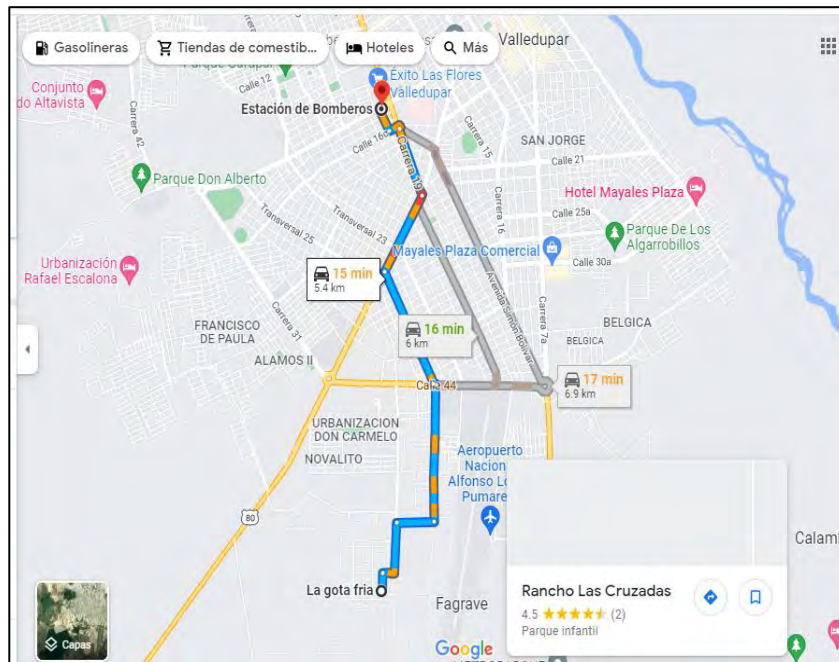 Gasolineras
Tiendas de comestib...
Hoteles
Más
Valledupar
Calle 12
Conjunto
do Altavista
Carrera 42
Éxito Las Flores
Valledupar
Estación de Bomberos
Calle 16c
Carrera 15
Carrera 19
SAN JORGE
Calle 21
Parque Don Alberto
Carrera 16
Hotel Mayales Plaza
Transversal 25
Transversal 23
Calle 25a
Parque De Los
Algarrobillos
Mayales Plaza Comercial
Calle 30a
Urbanización
Rafael Escalona
15 min
5.4 km
Avenida Simón Bolívar
Carrera 7a
Carrera 31
FRANCISCO
DE PAULA
16 min
6 km
BELGICA
BELGICA
ALAMOS II
Calle 44
17 min
6.9 km
URBANIZACION
DON CARMELO
NOVALITO
Aeropuerto
Nacion
Alfonso Lo
Pumare
80
Calam
La gota fria
Fagrave
Rancho Las Cruzadas
4.5 (2)
Parque infantil
Capas
Google